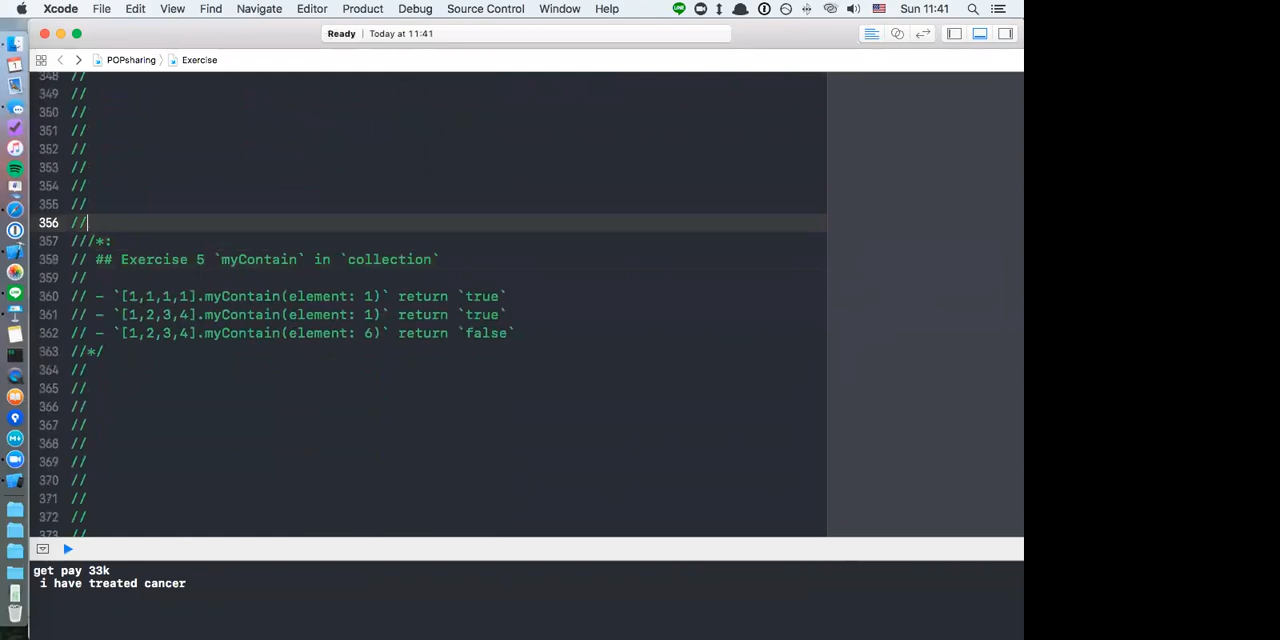 Xcode File Edit View Find Navigate Editor Product Debug Source Control Window Help Sun 11:41
Ready | Today at 11:41
POPsharing Exercise
348 //
349 //
350 //
351 //
352 //
353 //
354 //
355 //
356 //
357 ///*:
358 // ## Exercise 5 `myContain` in `collection`
359 //
360 // - `[1,1,1,1].myContain(element: 1)` return `true`
361 // - `[1,2,3,4].myContain(element: 1)` return `true`
362 // - `[1,2,3,4].myContain(element: 6)` return `false`
363 //*/
364 //
365 //
366 //
367 //
368 //
369 //
370 //
371 //
372 //
373 //
get pay 33k
i have treated cancer